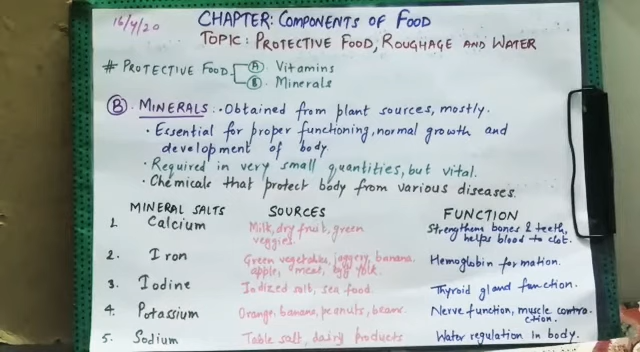 16/4/20
CHAPTER: COMPONENTS OF FOOD
TOPIC: PROTECTIVE FOOD, ROUGHAGE AND WATER
# PROTECTIVE FOOD
A Vitamins
B Minerals
B. MINERALS: • Obtained from plant sources, mostly.
• Essential for proper functioning, normal growth and
development of body.
• Required in very small quantities, but vital.
• Chemicals that protect body from various diseases.
MINERAL SALTS SOURCES FUNCTION
1. Calcium Milk, dry fruit, green Strengthens bones & teeth,
veggies. helps blood to clot.
2. Iron Green vegetables, jaggery, banana. Hemoglobin formation.
apple, meat, egg yolk.
3. Iodine Iodized salt, sea food. Thyroid gland function.
4. Potassium Orange, banana, peanuts, beans. Nerve function, muscle contra-
ction.
5. Sodium Table salt, dairy products Water regulation in body.